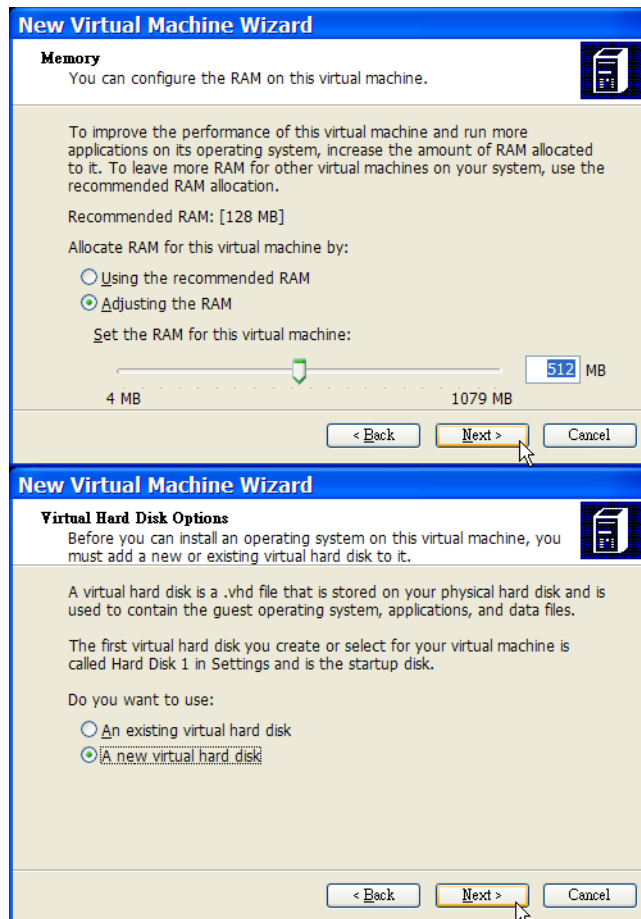 New Virtual Machine Wizard
Memory
You can configure the RAM on this virtual machine.
To improve the performance of this virtual machine and run more
applications on its operating system, increase the amount of RAM allocated
to it. To leave more RAM for other virtual machines on your system, use the
recommended RAM allocation.
Recommended RAM: [128 MB]
Allocate RAM for this virtual machine by:
Using the recommended RAM
Adjusting the RAM
Set the RAM for this virtual machine:
512 MB
4 MB 1079 MB
< Back Next > Cancel
New Virtual Machine Wizard
Virtual Hard Disk Options
Before you can install an operating system on this virtual machine, you
must add a new or existing virtual hard disk to it.
A virtual hard disk is a .vhd file that is stored on your physical hard disk and is
used to contain the guest operating system, applications, and data files.
The first virtual hard disk you create or select for your virtual machine is
called Hard Disk 1 in Settings and is the startup disk.
Do you want to use:
An existing virtual hard disk
A new virtual hard disk
< Back Next > Cancel